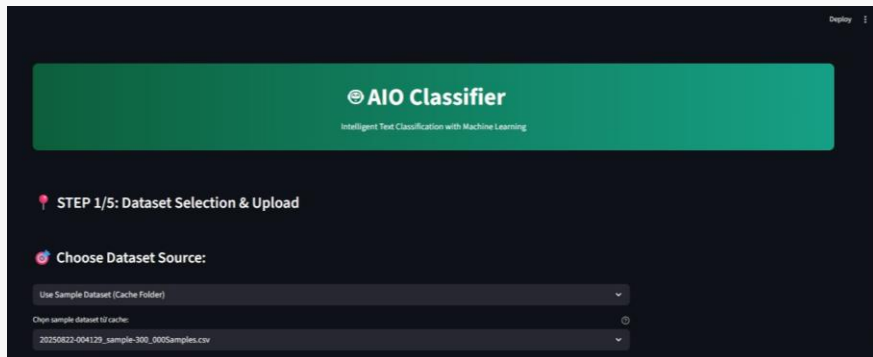 Deploy
AIO Classifier
Intelligent Text Classification with Machine Learning
STEP 1/5: Dataset Selection & Upload
Choose Dataset Source:
Use Sample Dataset (Cache Folder)
Chọn sample dataset từ cache:
20250822-004129_sample-300_000Samples.csv